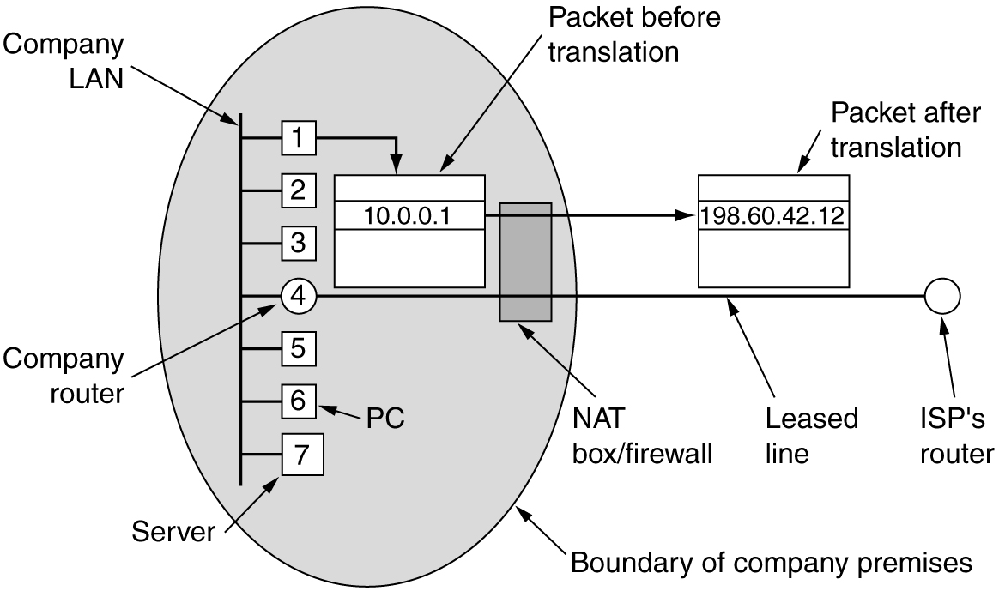 Packet before
translation
Company
LAN
Packet after
translation
1
2
10.0.0.1
198.60.42.12
3
4
5
Company
router
6
PC
NAT
box/firewall
Leased
line
ISP's
router
7
Server
Boundary of company premises